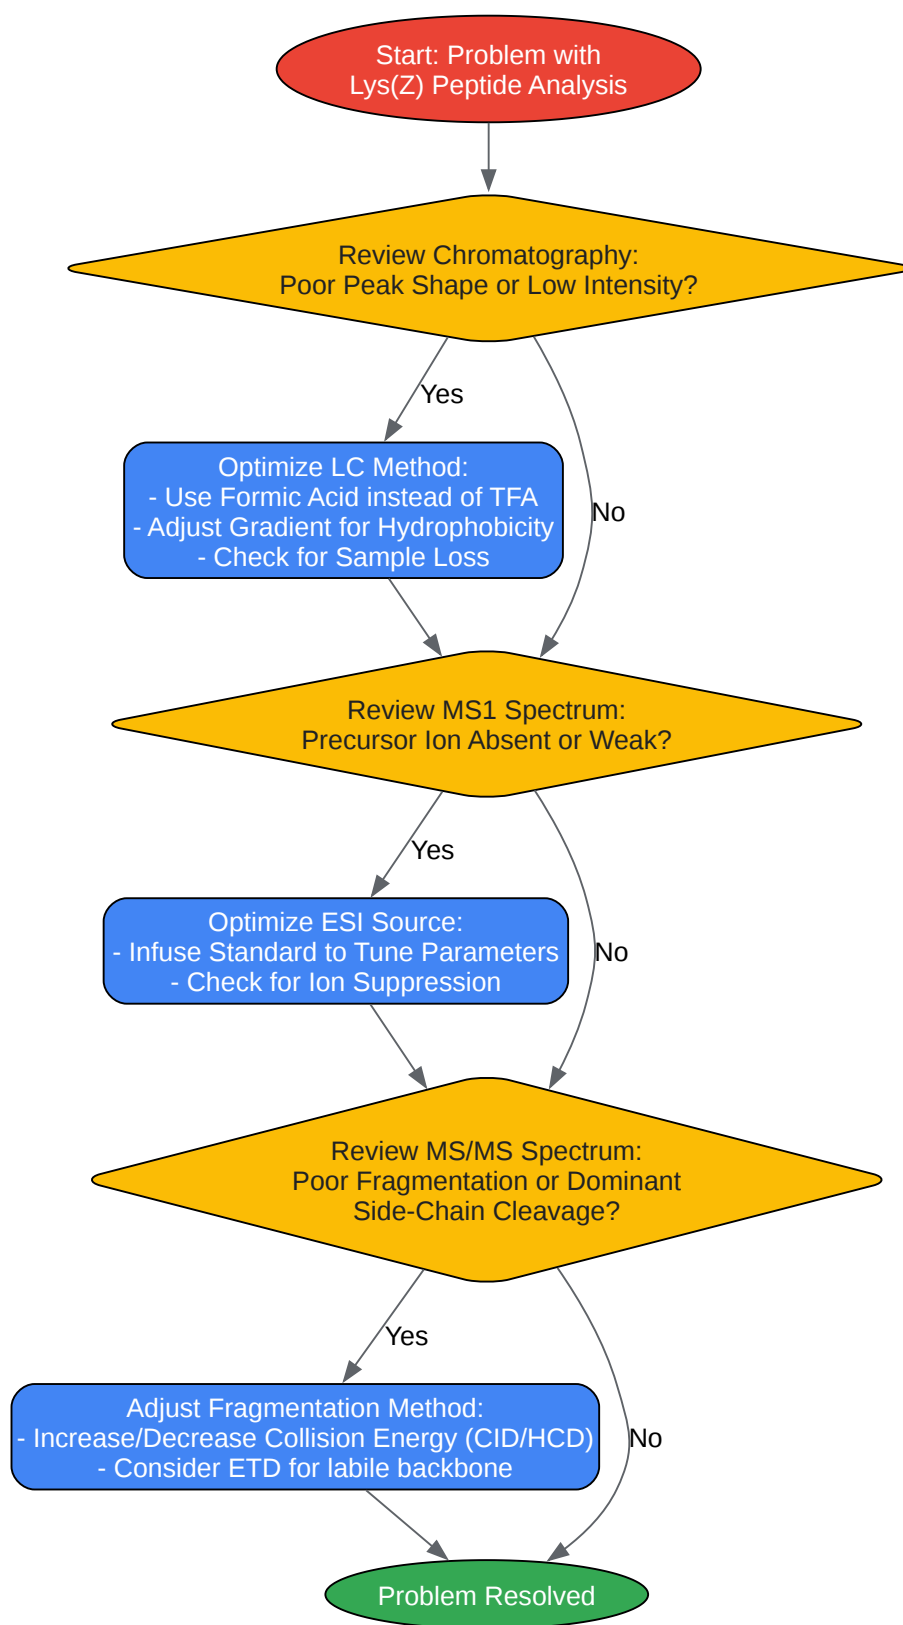 Start: Problem with
Lys(Z) Peptide Analysis
Review Chromatography:
Poor Peak Shape or Low Intensity?
Yes
Optimize LC Method:
- Use Formic Acid instead of TFA
- Adjust Gradient for Hydrophobicity
- Check for Sample Loss
No
Review MS1 Spectrum:
Precursor Ion Absent or Weak?
Yes
Optimize ESI Source:
- Infuse Standard to Tune Parameters
- Check for Ion Suppression
No
Review MS/MS Spectrum:
Poor Fragmentation or Dominant
Side-Chain Cleavage?
Yes
Adjust Fragmentation Method:
- Increase/Decrease Collision Energy (CID/HCD)
- Consider ETD for labile backbone
No
Problem Resolved